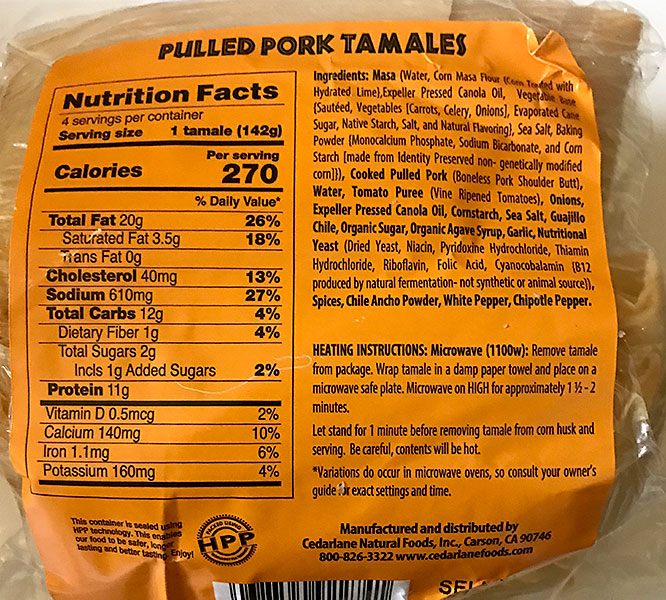 PULLED PORK TAMALES
Nutrition Facts
4 servings per container
Serving size 1 tamale (142g)
Per serving
Calories 270
% Daily Value*
Total Fat 20g 26%
Saturated Fat 3.5g 18%
Trans Fat 0g
Cholesterol 40mg 13%
Sodium 610mg 27%
Total Carbs 12g 4%
Dietary Fiber 1g 4%
Total Sugars 2g
Incls 1g Added Sugars 2%
Protein 11g
Vitamin D 0.5mcg 2%
Calcium 140mg 10%
Iron 1.1mg 6%
Potassium 160mg 4%
This container is sealed using
HPP technology. This enables
our food to be safer, longer
lasting and better lasting. Enjoy!
PACKED USING
HPP
Ingredients: Masa (Water, Corn Masa Flour (Corn Treated with
Hydrated Lime),Expeller Pressed Canola Oil, Vegetable Base
{Sautéed, Vegetables [Carrots, Celery, Onions], Evaporated Cane
Sugar, Native Starch, Salt, and Natural Flavoring}, Sea Salt, Baking
Powder {Monocalcium Phosphate, Sodium Bicarbonate, and Corn
Starch [made from Identity Preserved non- genetically modified
corn]}), Cooked Pulled Pork (Boneless Pork Shoulder Butt),
Water, Tomato Puree (Vine Ripened Tomatoes), Onions,
Expeller Pressed Canola Oil, Cornstarch, Sea Salt, Guajillo
Chile, Organic Sugar, Organic Agave Syrup, Garlic, Nutritional
Yeast (Dried Yeast, Niacin, Pyridoxine Hydrochloride, Thiamin
Hydrochloride, Riboflavin, Folic Acid, Cyanocobalamin {B12
produced by natural fermentation- not synthetic or animal source}),
Spices, Chile Ancho Powder, White Pepper, Chipotle Pepper.
HEATING INSTRUCTIONS: Microwave (1100w): Remove tamale
from package. Wrap tamale in a damp paper towel and place on a
microwave safe plate. Microwave on HIGH for approximately 1 ½ - 2
minutes.
Let stand for 1 minute before removing tamale from corn husk and
serving. Be careful, contents will be hot.
*Variations do occur in microwave ovens, so consult your owner's
guide for exact settings and time.
Manufactured and distributed by
Cedarlane Natural Foods, Inc., Carson, CA 90746
800-826-3322 www.cedarlanefoods.com